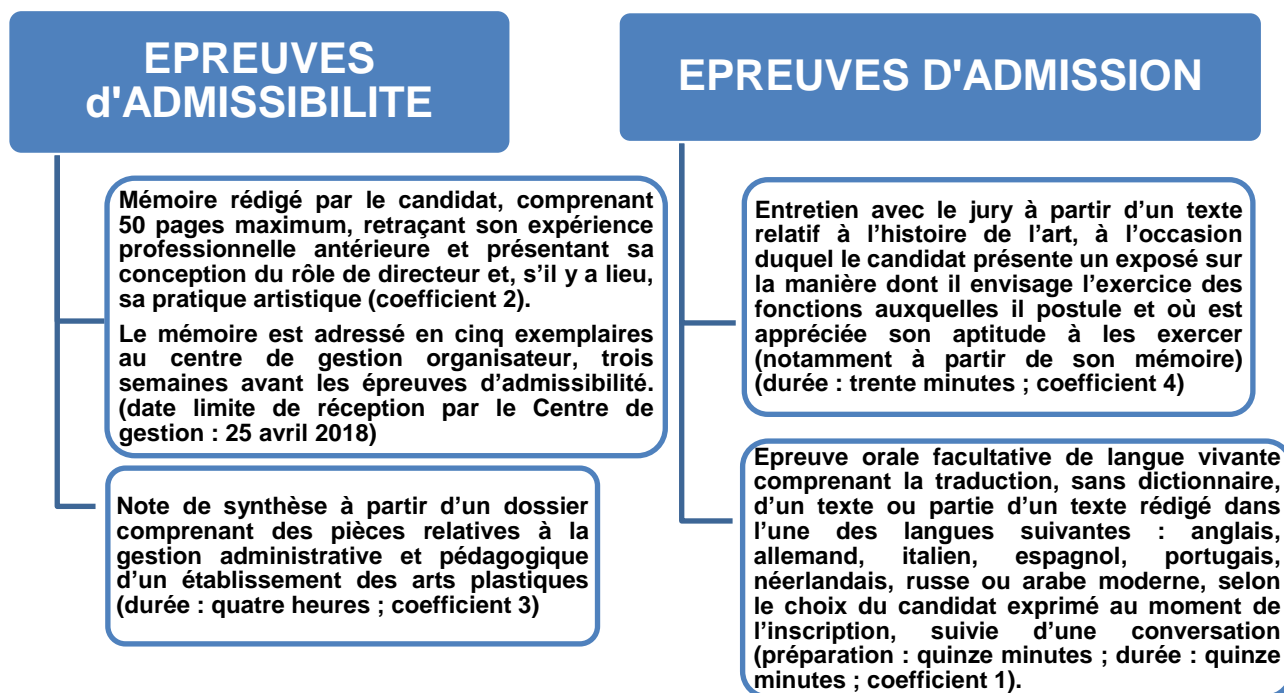 EPREUVES
d'ADMISSIBILITE
Mémoire rédigé par le candidat, comprenant
50 pages maximum, retraçant son expérience
professionnelle antérieure et présentant sa
conception du rôle de directeur et, s’il y a lieu,
sa pratique artistique (coefficient 2).
Le mémoire est adressé en cinq exemplaires
au centre de gestion organisateur, trois
semaines avant les épreuves d’admissibilité.
(date limite de réception par le Centre de
gestion : 25 avril 2018)
Note de synthèse à partir d’un dossier
comprenant des pièces relatives à la
gestion administrative et pédagogique
d’un établissement des arts plastiques
(durée : quatre heures ; coefficient 3)
EPREUVES D'ADMISSION
Entretien avec le jury à partir d’un texte
relatif à l’histoire de l’art, à l’occasion
duquel le candidat présente un exposé sur
la manière dont il envisage l’exercice des
fonctions auxquelles il postule et où est
appréciée son aptitude à les exercer
(notamment à partir de son mémoire)
(durée : trente minutes ; coefficient 4)
Epreuve orale facultative de langue vivante
comprenant la traduction, sans dictionnaire,
d’un texte ou partie d’un texte rédigé dans
l’une des langues suivantes : anglais,
allemand, italien, espagnol, portugais,
néerlandais, russe ou arabe moderne, selon
le choix du candidat exprimé au moment de
l’inscription, suivie d’une conversation
(préparation : quinze minutes ; durée : quinze
minutes ; coefficient 1).